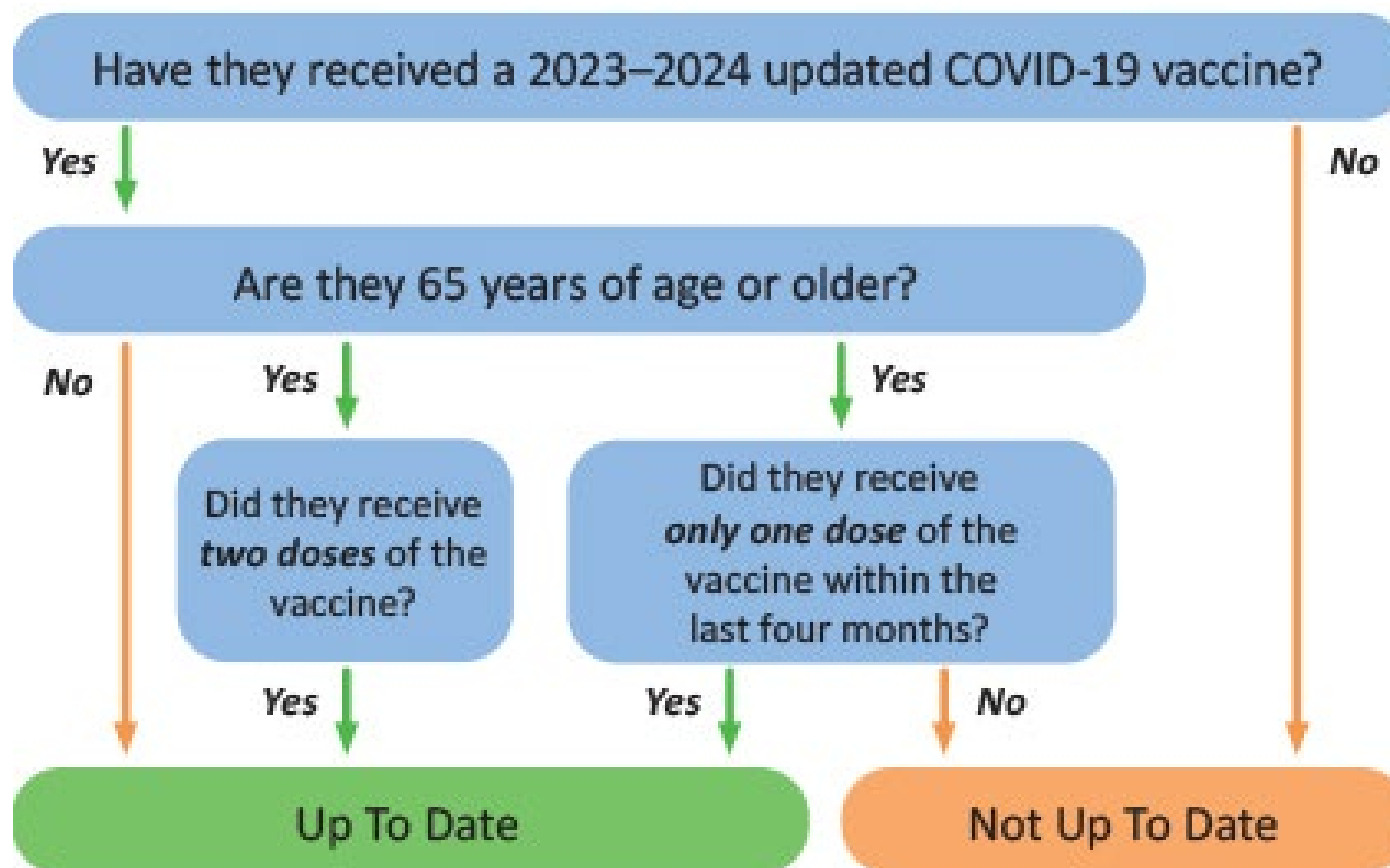 Have they received a 2023–2024 updated COVID-19 vaccine?
Yes
No
Are they 65 years of age or older?
No
Yes
Yes
Did they receive
two doses of the
vaccine?
Did they receive
only one dose of the
vaccine within the
last four months?
Yes
Yes
No
Up To Date
Not Up To Date